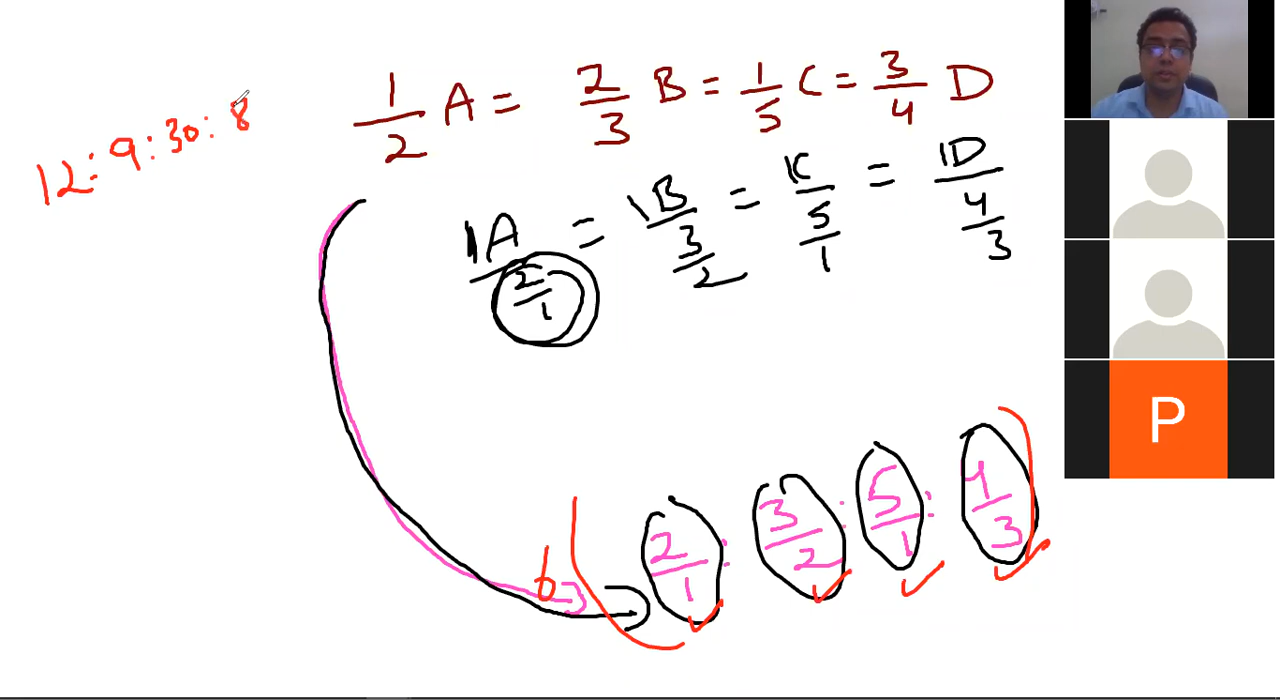 1/2 A = 2/3 B = 1/5 C = 3/4 D
12 : 9 : 30 : 8
1A/(2/1) = 1B/(3/2) = 1C/(5/1) = 1D/(4/3)
6 2/1 : 3/2 : 5/1 : 4/3
P